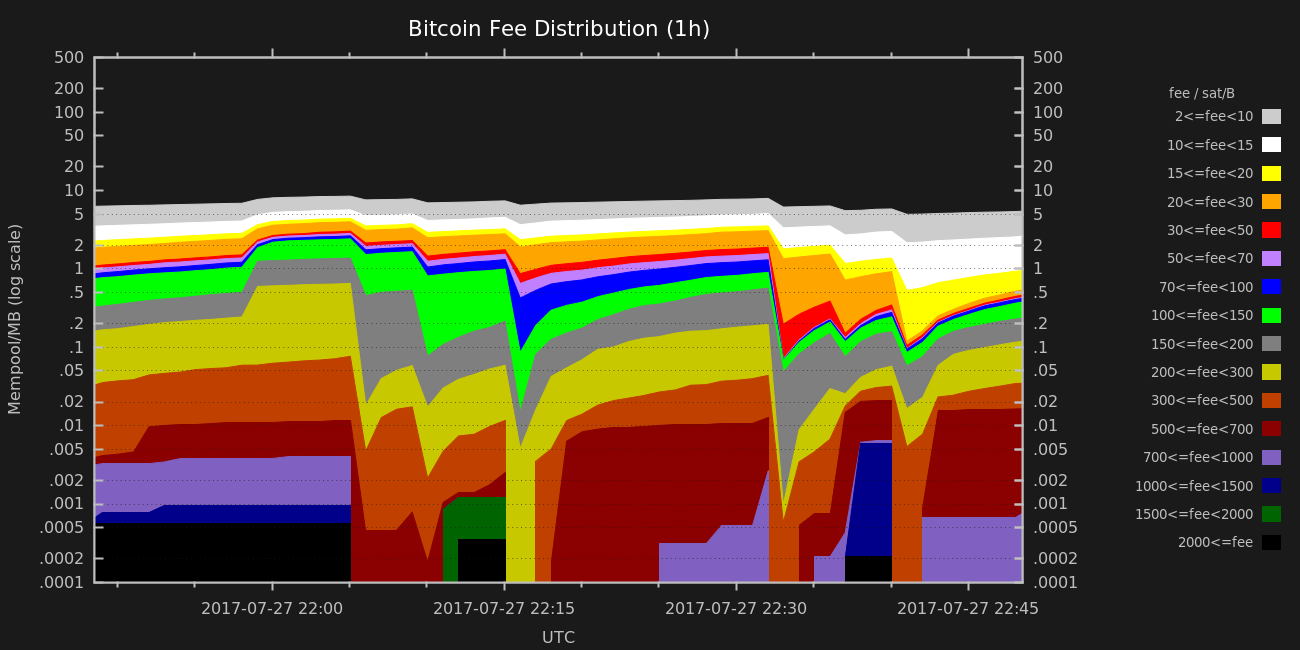 Bitcoin Fee Distribution (1h)
Mempool/MB (log scale)
500
200
100
50
20
10
5
2
1
.5
.2
.1
.05
.02
.01
.005
.002
.001
.0005
.0002
.0001
500
200
100
50
20
10
5
2
1
.5
.2
.1
.05
.02
.01
.005
.002
.001
.0005
.0002
.0001
fee / sat/B
2<=fee<10
10<=fee<15
15<=fee<20
20<=fee<30
30<=fee<50
50<=fee<70
70<=fee<100
100<=fee<150
150<=fee<200
200<=fee<300
300<=fee<500
500<=fee<700
700<=fee<1000
1000<=fee<1500
1500<=fee<2000
2000<=fee
2017-07-27 22:00 2017-07-27 22:15 2017-07-27 22:30 2017-07-27 22:45
UTC